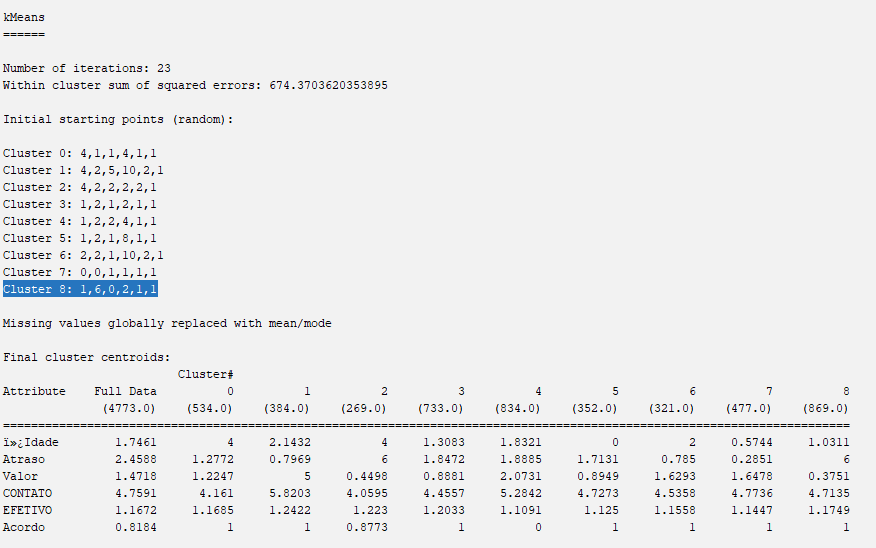 kMeans
======
Number of iterations: 23
Within cluster sum of squared errors: 674.3703620353895
Initial starting points (random):
Cluster 0: 4,1,1,4,1,1
Cluster 1: 4,2,5,10,2,1
Cluster 2: 4,2,2,2,2,1
Cluster 3: 1,2,1,2,1,1
Cluster 4: 1,2,2,4,1,1
Cluster 5: 1,2,1,8,1,1
Cluster 6: 2,2,1,10,2,1
Cluster 7: 0,0,1,1,1,1
Cluster 8: 1,6,0,2,1,1
Missing values globally replaced with mean/mode
Final cluster centroids:
Cluster#
Attribute Full Data 0 1 2 3 4 5 6 7 8
(4773.0) (534.0) (384.0) (269.0) (733.0) (834.0) (352.0) (321.0) (477.0) (869.0)
==========================================================================================================
ï»¿Idade 1.7461 4 2.1432 4 1.3083 1.8321 0 2 0.5744 1.0311
Atraso 2.4588 1.2772 0.7969 6 1.8472 1.8885 1.7131 0.785 0.2851 6
Valor 1.4718 1.2247 5 0.4498 0.8881 2.0731 0.8949 1.6293 1.6478 0.3751
CONTATO 4.7591 4.161 5.8203 4.0595 4.4557 5.2842 4.7273 4.5358 4.7736 4.7135
EFETIVO 1.1672 1.1685 1.2422 1.223 1.2033 1.1091 1.125 1.1558 1.1447 1.1749
Acordo 0.8184 1 1 0.8773 1 0 1 1 1 1